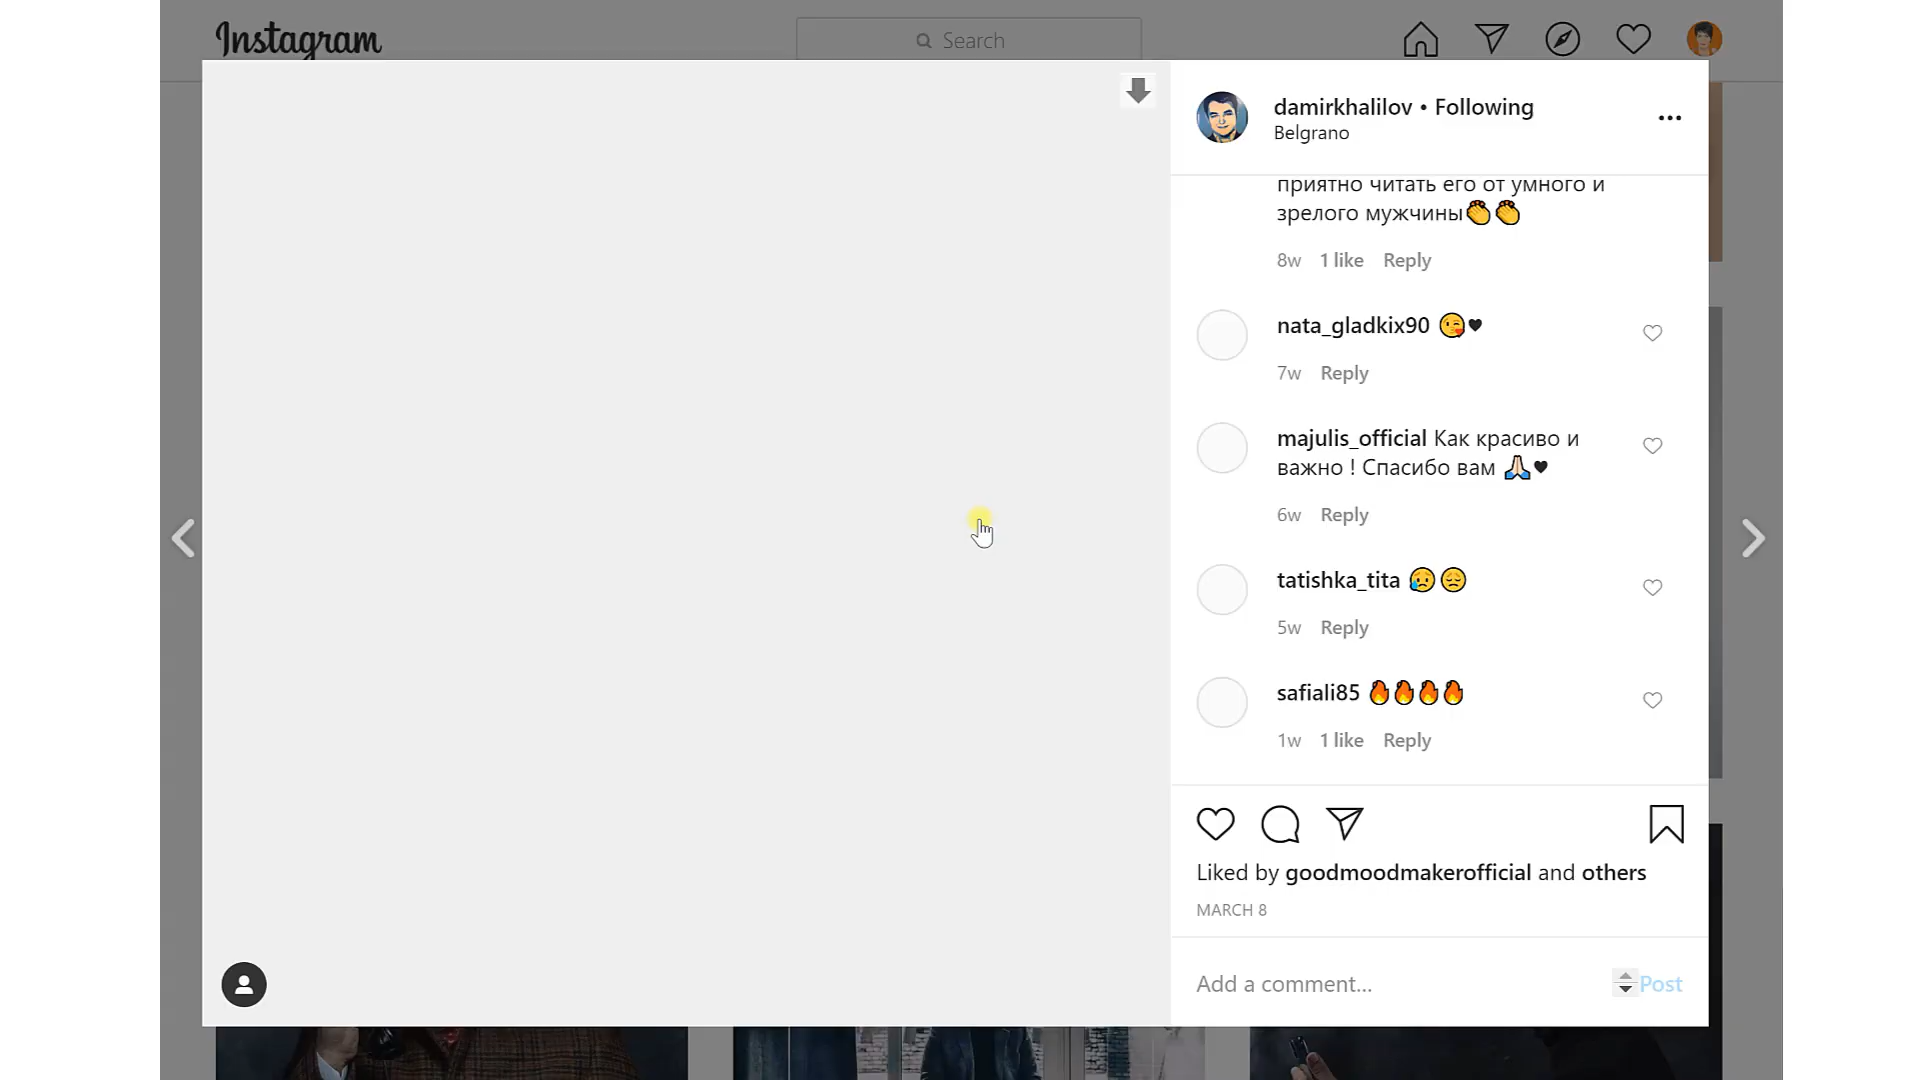 Instagram
Search
damirkhalilov • Following
Belgrano
приятно читать его от умного и
зрелого мужчины👏👏
8w 1 like Reply
nata_gladkix90 😘🖤
7w Reply
majulis_official Как красиво и
важно ! Спасибо вам 🙏🏻🖤
6w Reply
tatishka_tita 😥😔
5w Reply
safiali85 🔥🔥🔥🔥
1w 1 like Reply
Liked by goodmoodmakerofficial and others
MARCH 8
Add a comment...
Post